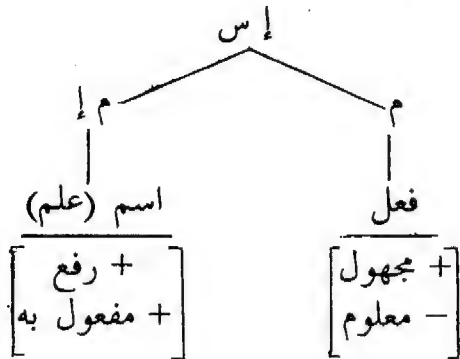 إ س
م م إ
فعل اسم (علم)
+ مجهول + رفع
− معلوم + مفعول به